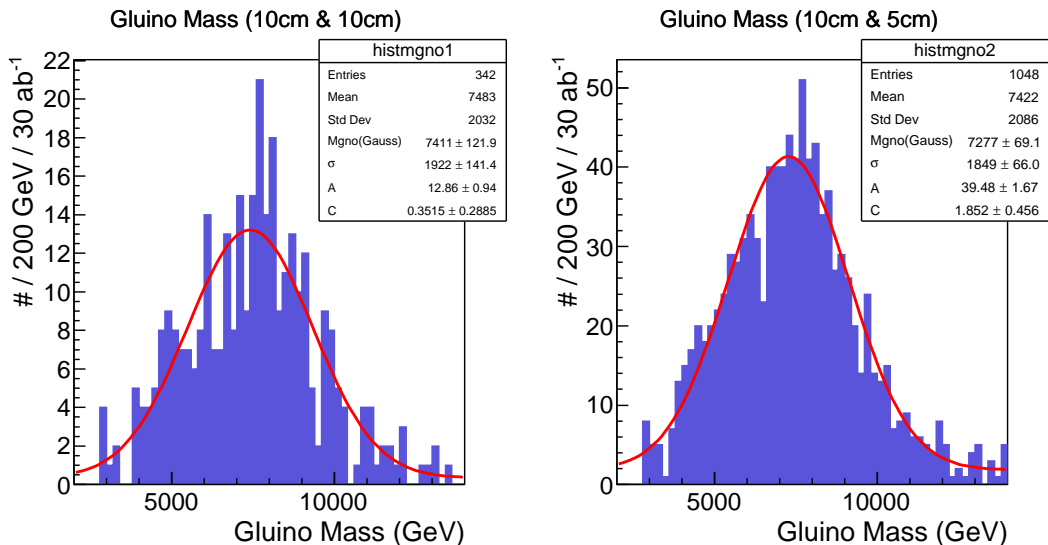 Gluino Mass (10cm & 10cm)
histmgno1
Entries 342
Mean 7483
Std Dev 2032
Mgno(Gauss) 7411 ± 121.9
σ 1922 ± 141.4
A 12.86 ± 0.94
C 0.3515 ± 0.2885
# / 200 GeV / 30 ab-1
22
20
18
16
14
12
10
8
6
4
2
0
5000 10000
Gluino Mass (GeV)
Gluino Mass (10cm & 5cm)
histmgno2
Entries 1048
Mean 7422
Std Dev 2086
Mgno(Gauss) 7277 ± 69.1
σ 1849 ± 66.0
A 39.48 ± 1.67
C 1.852 ± 0.456
# / 200 GeV / 30 ab-1
50
40
30
20
10
0
5000 10000
Gluino Mass (GeV)